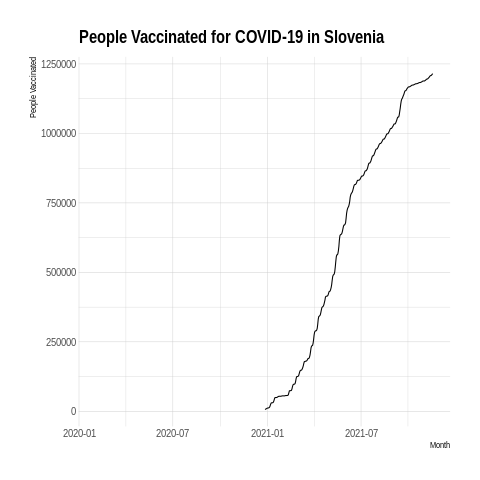 People Vaccinated for COVID-19 in Slovenia
People Vaccinated
1250000
1000000
750000
500000
250000
0
2020-01 2020-07 2021-01 2021-07
Month